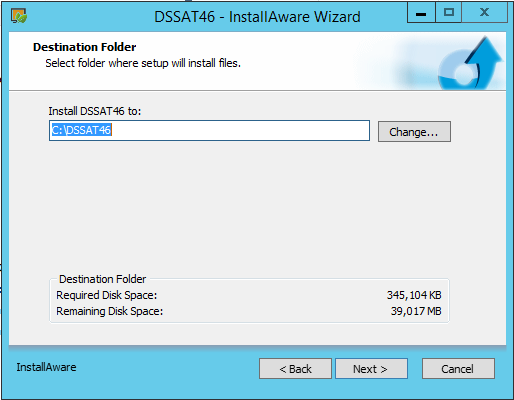 DSSAT46 - InstallAware Wizard
Destination Folder
Select folder where setup will install files.
Install DSSAT46 to:
C:\DSSAT46
Change...
Destination Folder
Required Disk Space: 345,104 KB
Remaining Disk Space: 39,017 MB
InstallAware
< Back Next > Cancel